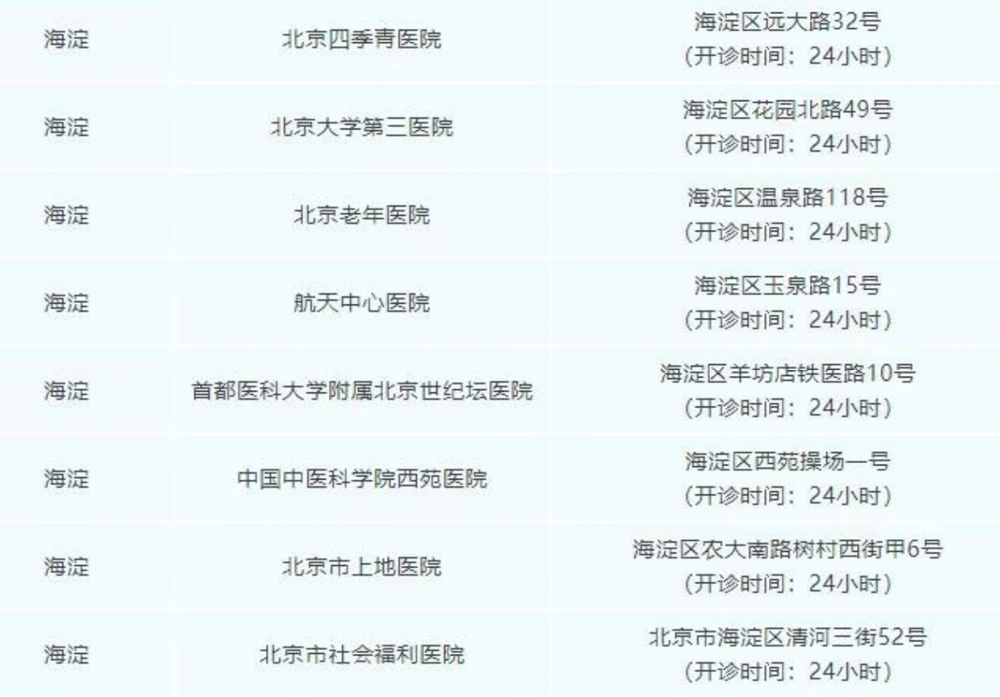 海淀
北京四季青医院
海淀区远大路32号
(开诊时间：24小时)
海淀
北京大学第三医院
海淀区花园北路49号
(开诊时间：24小时)
海淀
北京老年医院
海淀区温泉路118号
(开诊时间：24小时)
海淀
航天中心医院
海淀区玉泉路15号
(开诊时间：24小时)
海淀
首都医科大学附属北京世纪坛医院
海淀区羊坊店铁医路10号
(开诊时间：24小时)
海淀
中国中医科学院西苑医院
海淀区西苑操场一号
(开诊时间：24小时)
海淀
北京市上地医院
海淀区农大南路树村西街甲6号
(开诊时间：24小时)
海淀
北京市社会福利医院
北京市海淀区清河三街52号
(开诊时间：24小时)